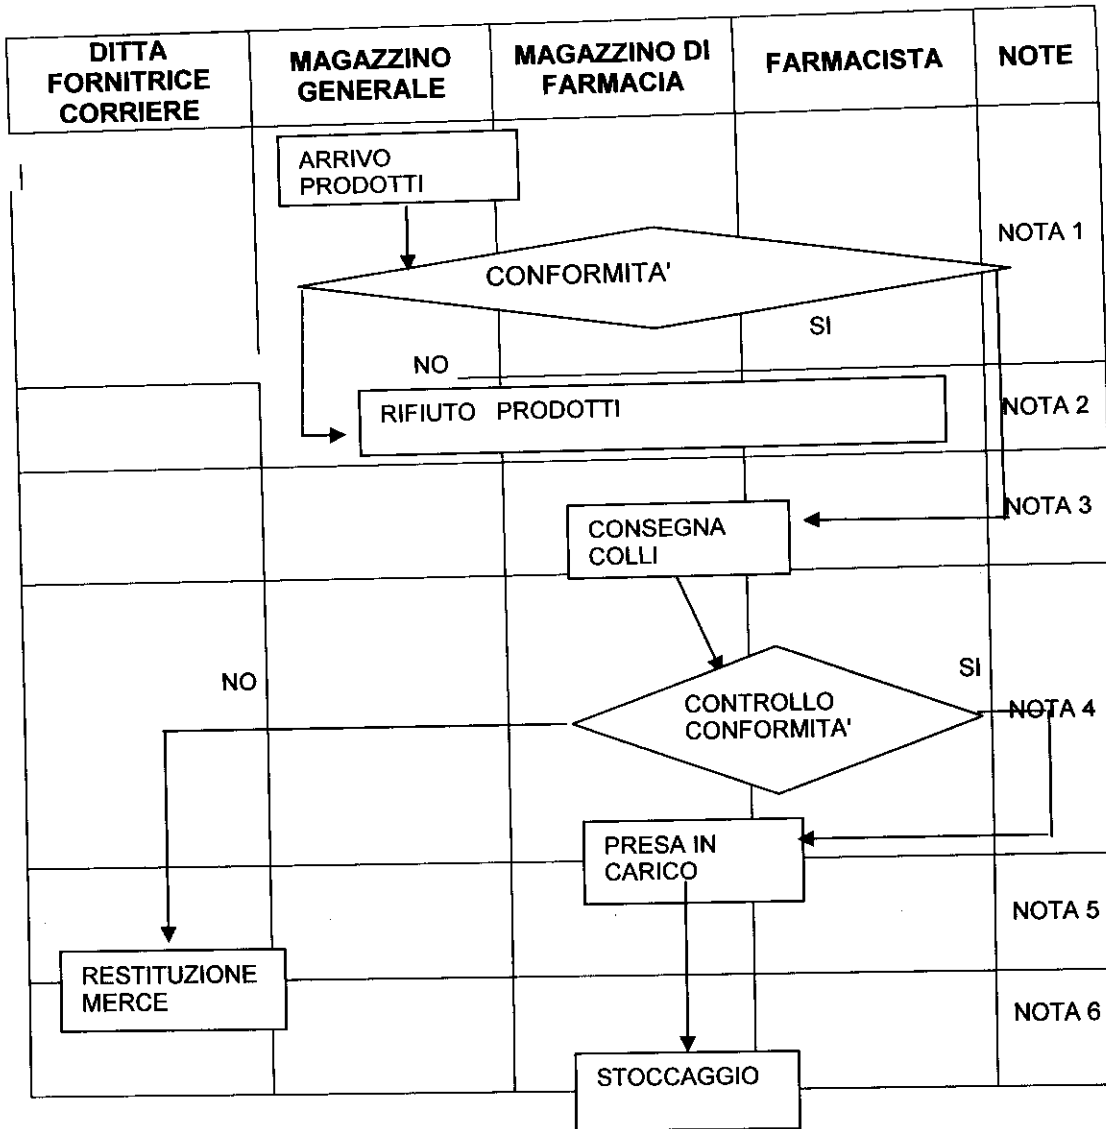 DITTA
FORNITRICE
CORRIERE
MAGAZZINO
GENERALE
MAGAZZINO DI
FARMACIA
FARMACISTA
NOTE
ARRIVO
PRODOTTI
NOTA 1
CONFORMITA'
SI
NO
RIFIUTO PRODOTTI
NOTA 2
CONSEGNA
COLLI
NOTA 3
NO
SI
CONTROLLO
CONFORMITA'
NOTA 4
PRESA IN
CARICO
NOTA 5
RESTITUZIONE
MERCE
NOTA 6
STOCCAGGIO